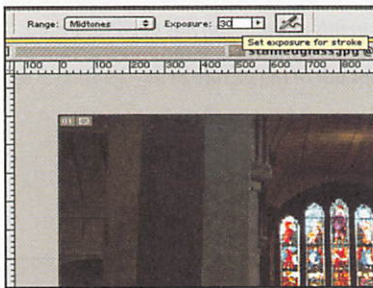 Range: Midtones Exposure: 30
Set exposure for stroke
stainedglass.jpg @
100 0 100 200 300 400 500 600 700 800
01